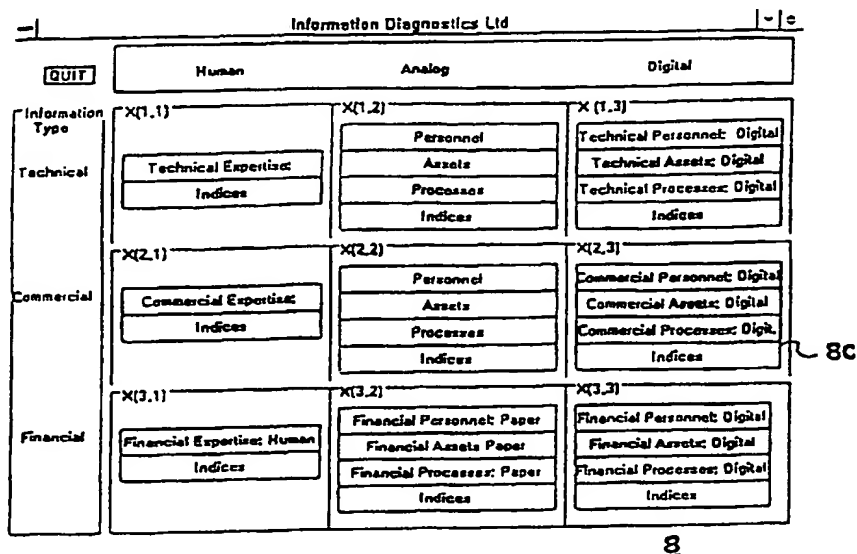 Information Diagnostics Ltd
QUIT
Human Analog Digital
Information Type
X(1,1) X(1,2) X(1,3)
Technical
Technical Expertise:
Indices
Personnel
Assets
Processes
Indices
Technical Personnel: Digital
Technical Assets: Digital
Technical Processes: Digital
Indices
X(2,1) X(2,2) X(2,3)
Commercial
Commercial Expertise:
Indices
Personnel
Assets
Processes
Indices
Commercial Personnel: Digital
Commercial Assets: Digital
Commercial Processes: Digit.
Indices
8C
X(3,1) X(3,2) X(3,3)
Financial
Financial Expertise: Human
Indices
Financial Personnel: Paper
Financial Assets Paper
Financial Processes: Paper
Indices
Financial Personnel: Digital
Financial Assets: Digital
Financial Processes: Digital
Indices
8